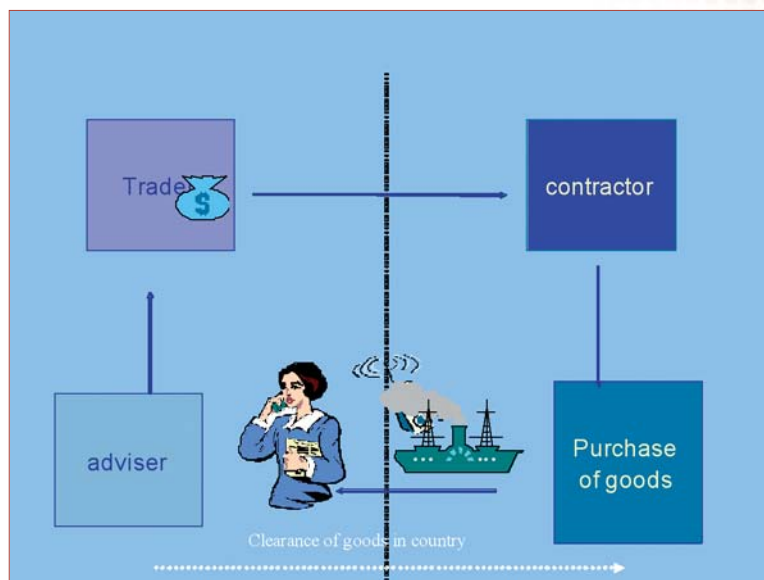 Trade
$
contractor
adviser
Purchase
of goods
Clearance of goods in country